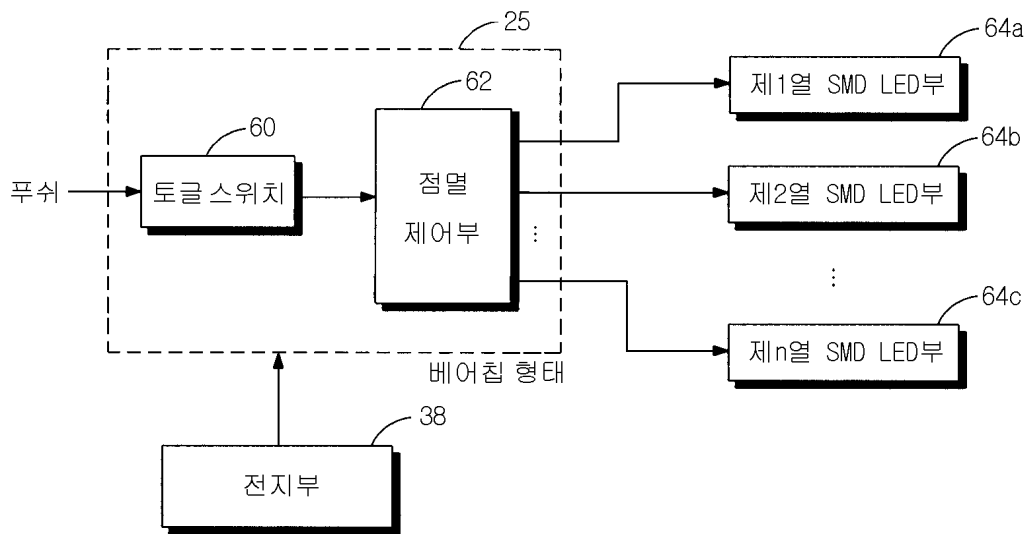 25
64a
제1열 SMD LED부
62
60
64b
푸쉬
토글스위치
점멸
제어부
제2열 SMD LED부
⋮
⋮
64c
제n열 SMD LED부
베어칩 형태
38
전지부